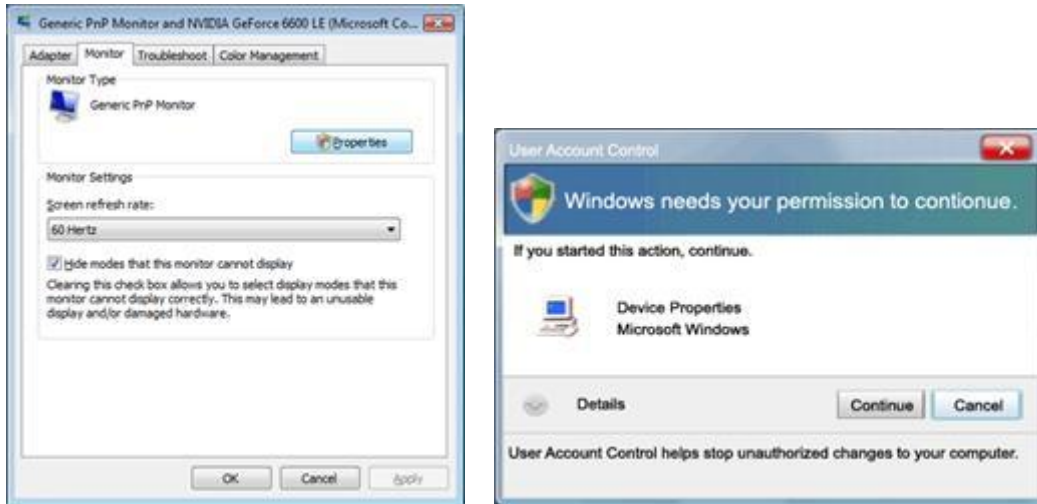 Generic PnP Monitor and NVIDIA GeForce 6600 LE (Microsoft Co...
Adapter Monitor Troubleshoot Color Management
Monitor Type
Generic PnP Monitor
Properties
Monitor Settings
Screen refresh rate:
60 Hertz
Hide modes that this monitor cannot display
Clearing this check box allows you to select display modes that this
monitor cannot display correctly. This may lead to an unusable
display and/or damaged hardware.
OK Cancel Apply
User Account Control
Windows needs your permission to contionue.
If you started this action, continue.
Device Properties
Microsoft Windows
Details Continue Cancel
User Account Control helps stop unauthorized changes to your computer.